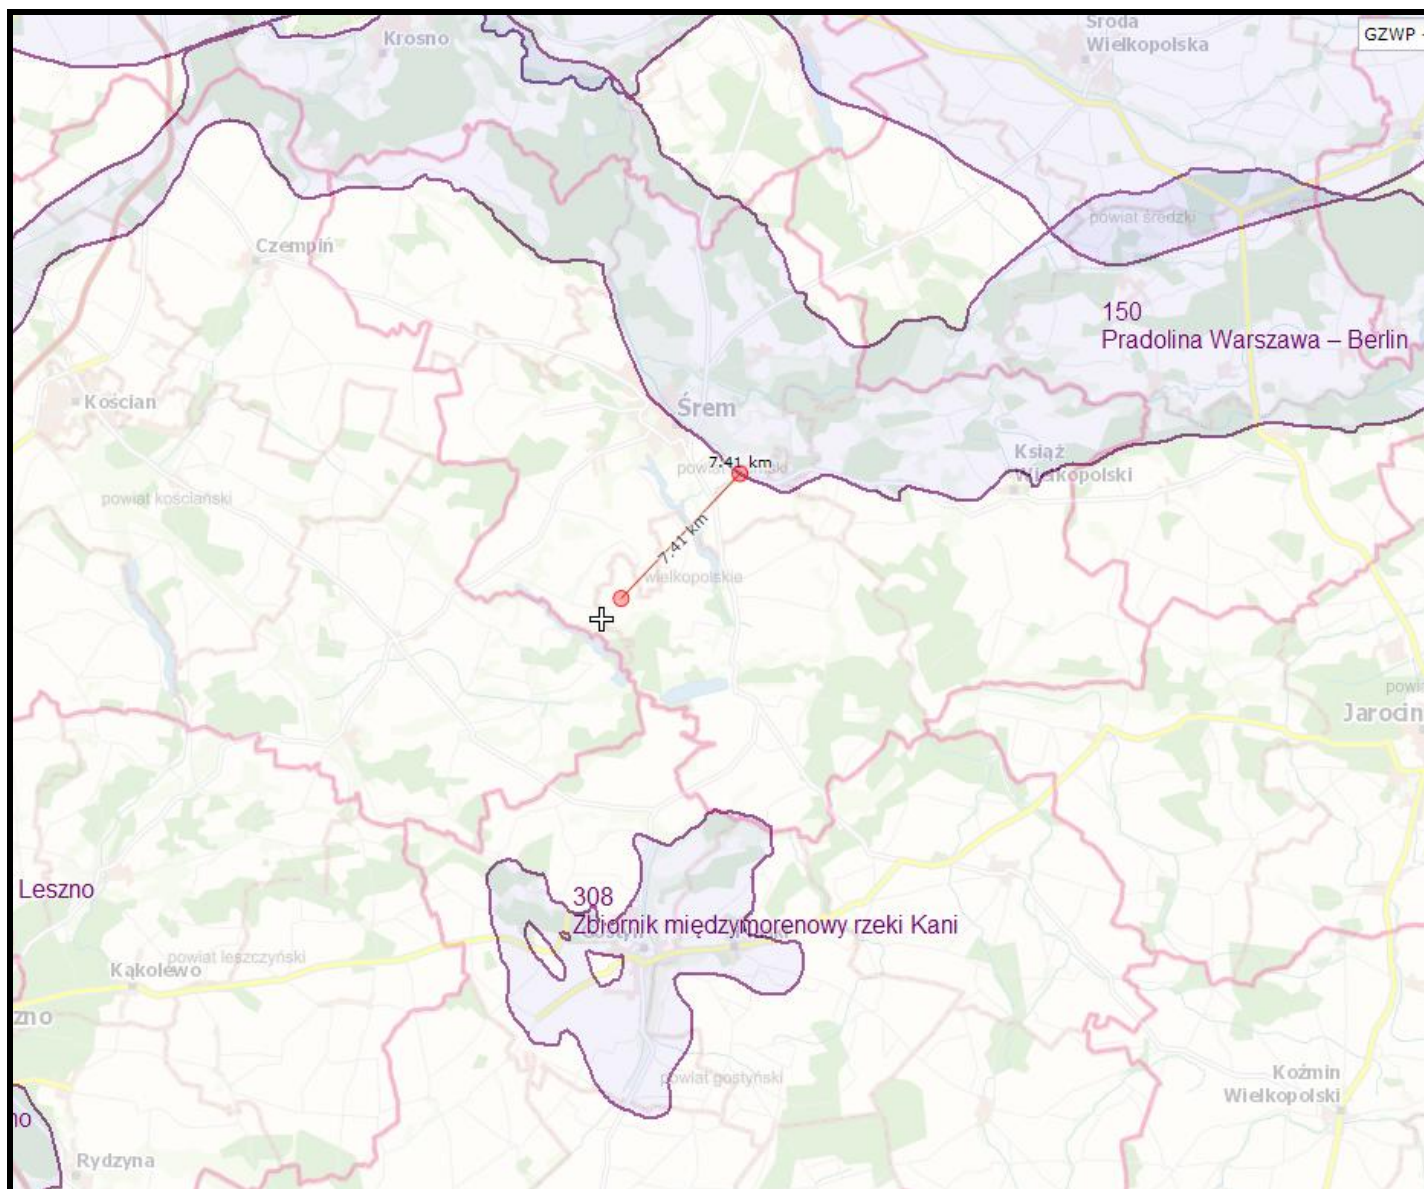 Środa
Wielkopolska
GZWP -
Krosno
powiat średzki
Czempiń
150
Pradolina Warszawa – Berlin
Kościan
Śrem
7.41 km
Książ
Wielkopolski
powiat kościański
7.41 km
wielkopolskie
Jarocin
Leszno
308
Zbiornik międzymorenowy rzeki Kani
powiat leszczyński
Kąkolewo
zno
powiat gostyński
Koźmin
Wielkopolski
no
Rydzyna